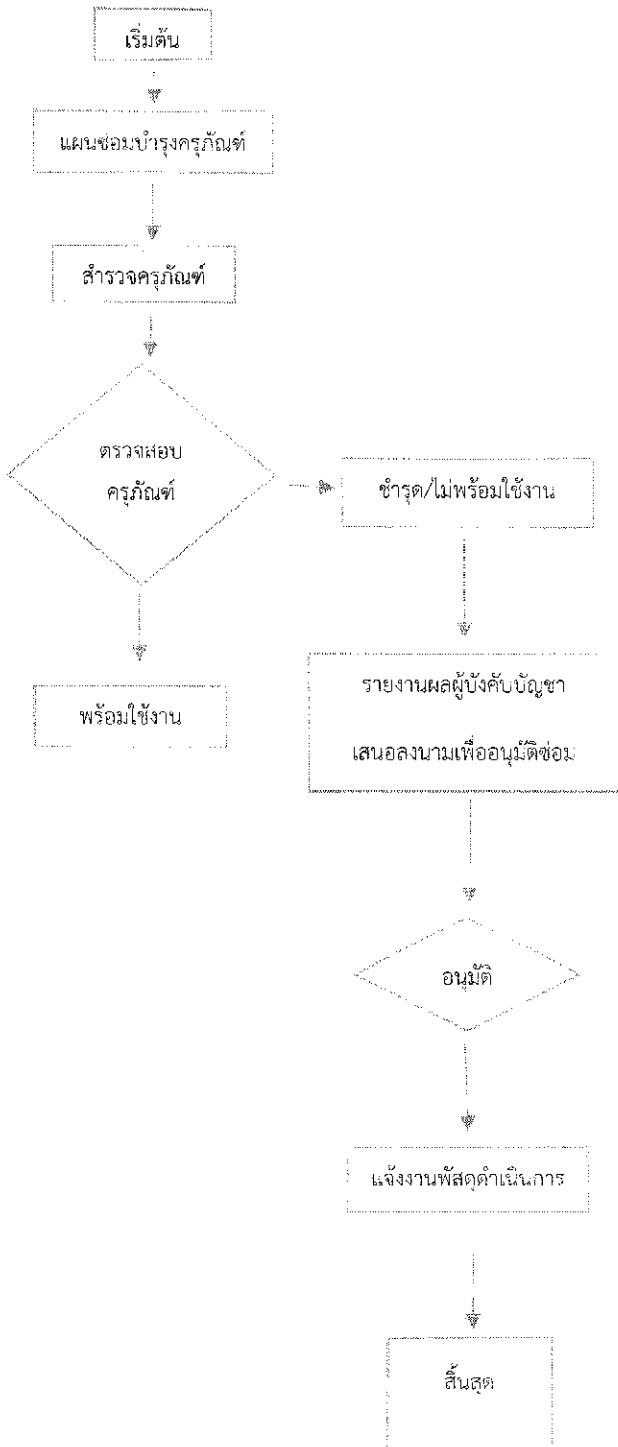 เริ่มต้น
แผนซ่อมบำรุงครุภัณฑ์
สำรวจครุภัณฑ์
ตรวจสอบ
ครุภัณฑ์
ชำรุด/ไม่พร้อมใช้งาน
พร้อมใช้งาน
รายงานผลผู้บังคับบัญชา
เสนอลงนามเพื่ออนุมัติซ่อม
อนุมัติ
แจ้งงานพัสดุดำเนินการ
สิ้นสุด